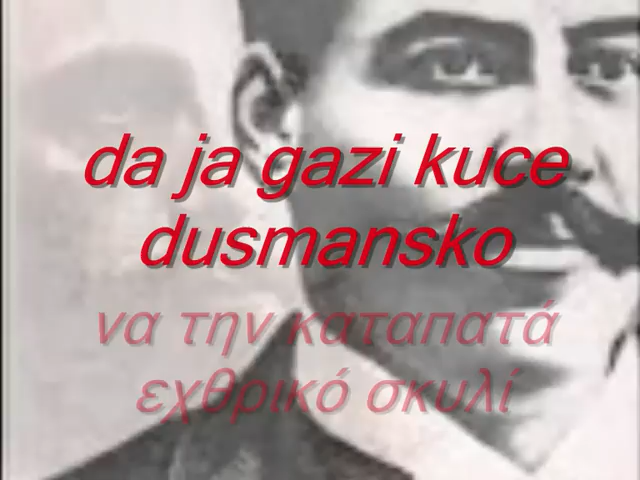 da ja gazi kuce
dusmansko
να την καταπατά
εχθρικό σκυλί